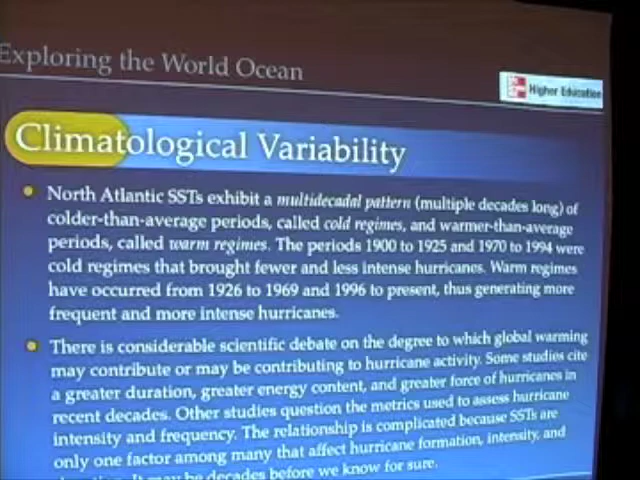 Exploring the World Ocean
Higher Education
Climatological Variability
North Atlantic SSTs exhibit a multidecadal pattern (multiple decades long) of
colder-than-average periods, called cold regimes, and warmer-than-average
periods, called warm regimes. The periods 1900 to 1925 and 1970 to 1994 were
cold regimes that brought fewer and less intense hurricanes. Warm regimes
have occurred from 1926 to 1969 and 1996 to present, thus generating more
frequent and more intense hurricanes.
There is considerable scientific debate on the degree to which global warming
may contribute or may be contributing to hurricane activity. Some studies cite
a greater duration, greater energy content, and greater force of hurricanes in
recent decades. Other studies question the metrics used to assess hurricane
intensity and frequency. The relationship is complicated because SSTs are
only one factor among many that affect hurricane formation, intensity, and
It may be decades before we know for sure.